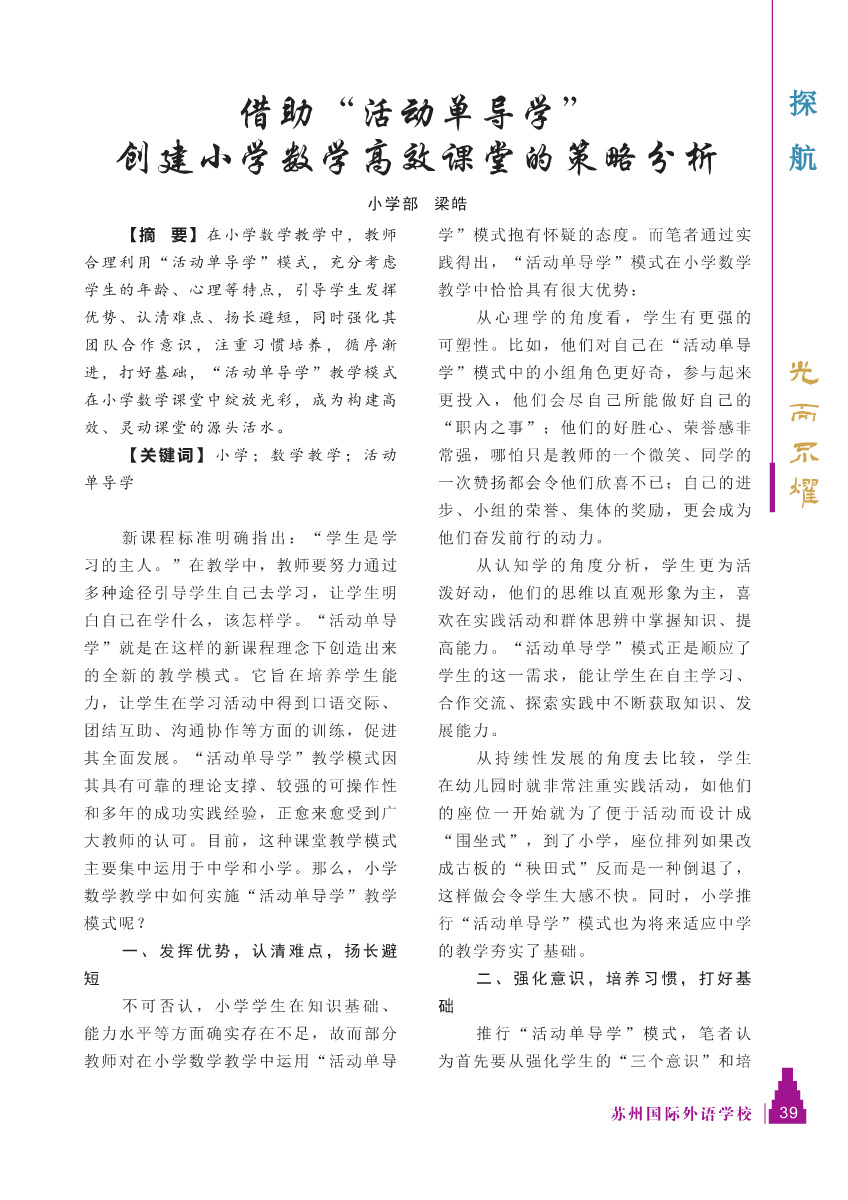 借助“活动单导学”
创建小学数学高效课堂的策略分析
小学部 梁皓
【摘 要】在小学数学教学中，教师
合理利用“活动单导学”模式，充分考虑
学生的年龄、心理等特点，引导学生发挥
优势、认清难点、扬长避短，同时强化其
团队合作意识，注重习惯培养，循序渐
进，打好基础，“活动单导学”教学模式
在小学数学课堂中绽放光彩，成为构建高
效、灵动课堂的源头活水。
【关键词】小学；数学教学；活动
单导学
新课程标准明确指出：“学生是学
习的主人。”在教学中，教师要努力通过
多种途径引导学生自己去学习，让学生明
白自己在学什么，该怎样学。“活动单导
学”就是在这样的新课程理念下创造出来
的全新的教学模式。它旨在培养学生能
力，让学生在学习活动中得到口语交际、
团结互助、沟通协作等方面的训练，促进
其全面发展。“活动单导学”教学模式因
其具有可靠的理论支撑、较强的可操作性
和多年的成功实践经验，正愈来愈受到广
大教师的认可。目前，这种课堂教学模式
主要集中运用于中学和小学。那么，小学
数学教学中如何实施“活动单导学”教学
模式呢？
一、发挥优势，认清难点，扬长避
短
不可否认，小学学生在知识基础、
能力水平等方面确实存在不足，故而部分
教师对在小学数学教学中运用“活动单导
学”模式抱有怀疑的态度。而笔者通过实
践得出，“活动单导学”模式在小学数学
教学中恰恰具有很大优势：
从心理学的角度看，学生有更强的
可塑性。比如，他们对自己在“活动单导
学”模式中的小组角色更好奇，参与起来
更投入，他们会尽自己所能做好自己的
“职内之事”；他们的好胜心、荣誉感非
常强，哪怕只是教师的一个微笑、同学的
一次赞扬都会令他们欣喜不已；自己的进
步、小组的荣誉、集体的奖励，更会成为
他们奋发前行的动力。
从认知学的角度分析，学生更为活
泼好动，他们的思维以直观形象为主，喜
欢在实践活动和群体思辨中掌握知识、提
高能力。“活动单导学”模式正是顺应了
学生的这一需求，能让学生在自主学习、
合作交流、探索实践中不断获取知识、发
展能力。
从持续性发展的角度去比较，学生
在幼儿园时就非常注重实践活动，如他们
的座位一开始就为了便于活动而设计成
“围坐式”，到了小学，座位排列如果改
成古板的“秧田式”反而是一种倒退了，
这样做会令学生大感不快。同时，小学推
行“活动单导学”模式也为将来适应中学
的教学夯实了基础。
二、强化意识，培养习惯，打好基
础
推行“活动单导学”模式，笔者认
为首先要从强化学生的“三个意识”和培
探航
光而不耀
苏州国际外语学校 39